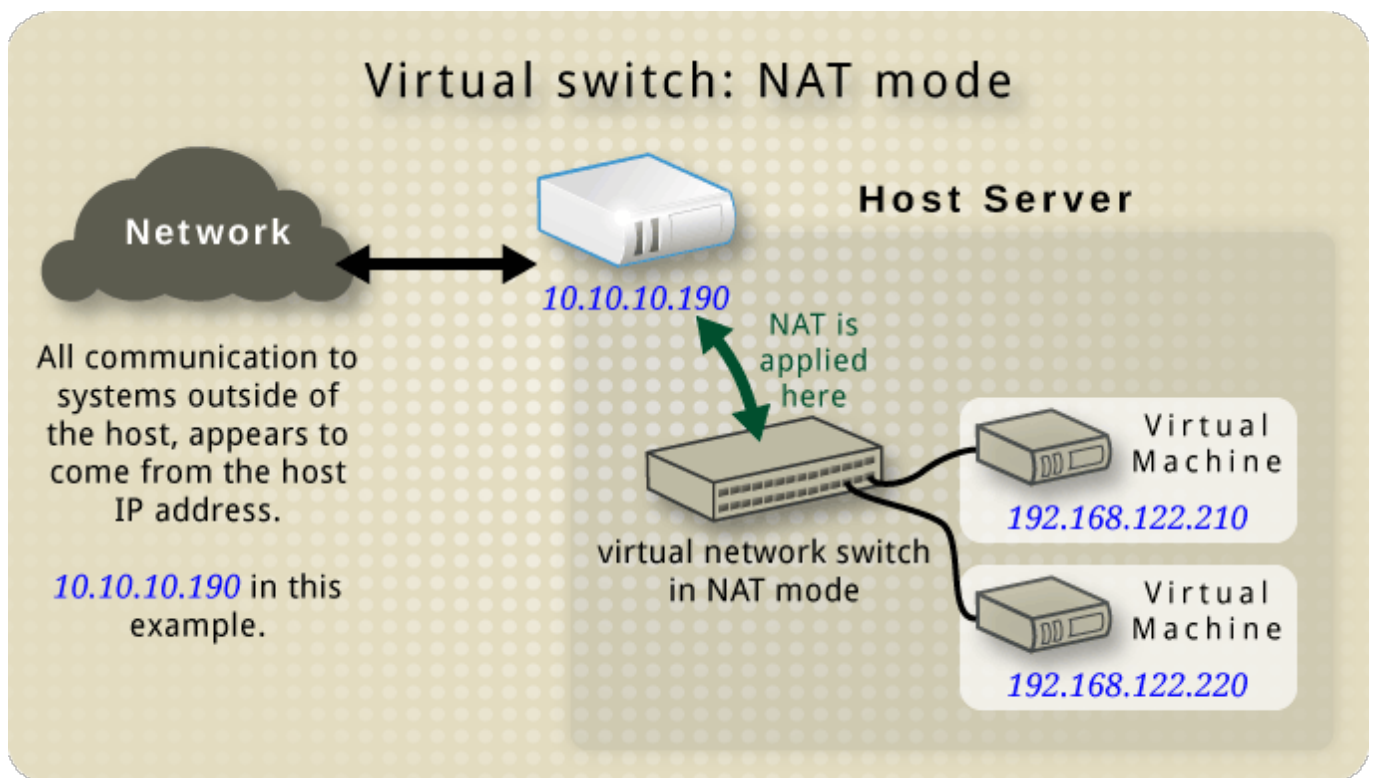 Virtual switch: NAT mode
Network
Host Server
10.10.10.190
NAT is
applied
here
All communication to
systems outside of
the host, appears to
come from the host
IP address.
10.10.10.190 in this
example.
virtual network switch
in NAT mode
Virtual
Machine
192.168.122.210
Virtual
Machine
192.168.122.220